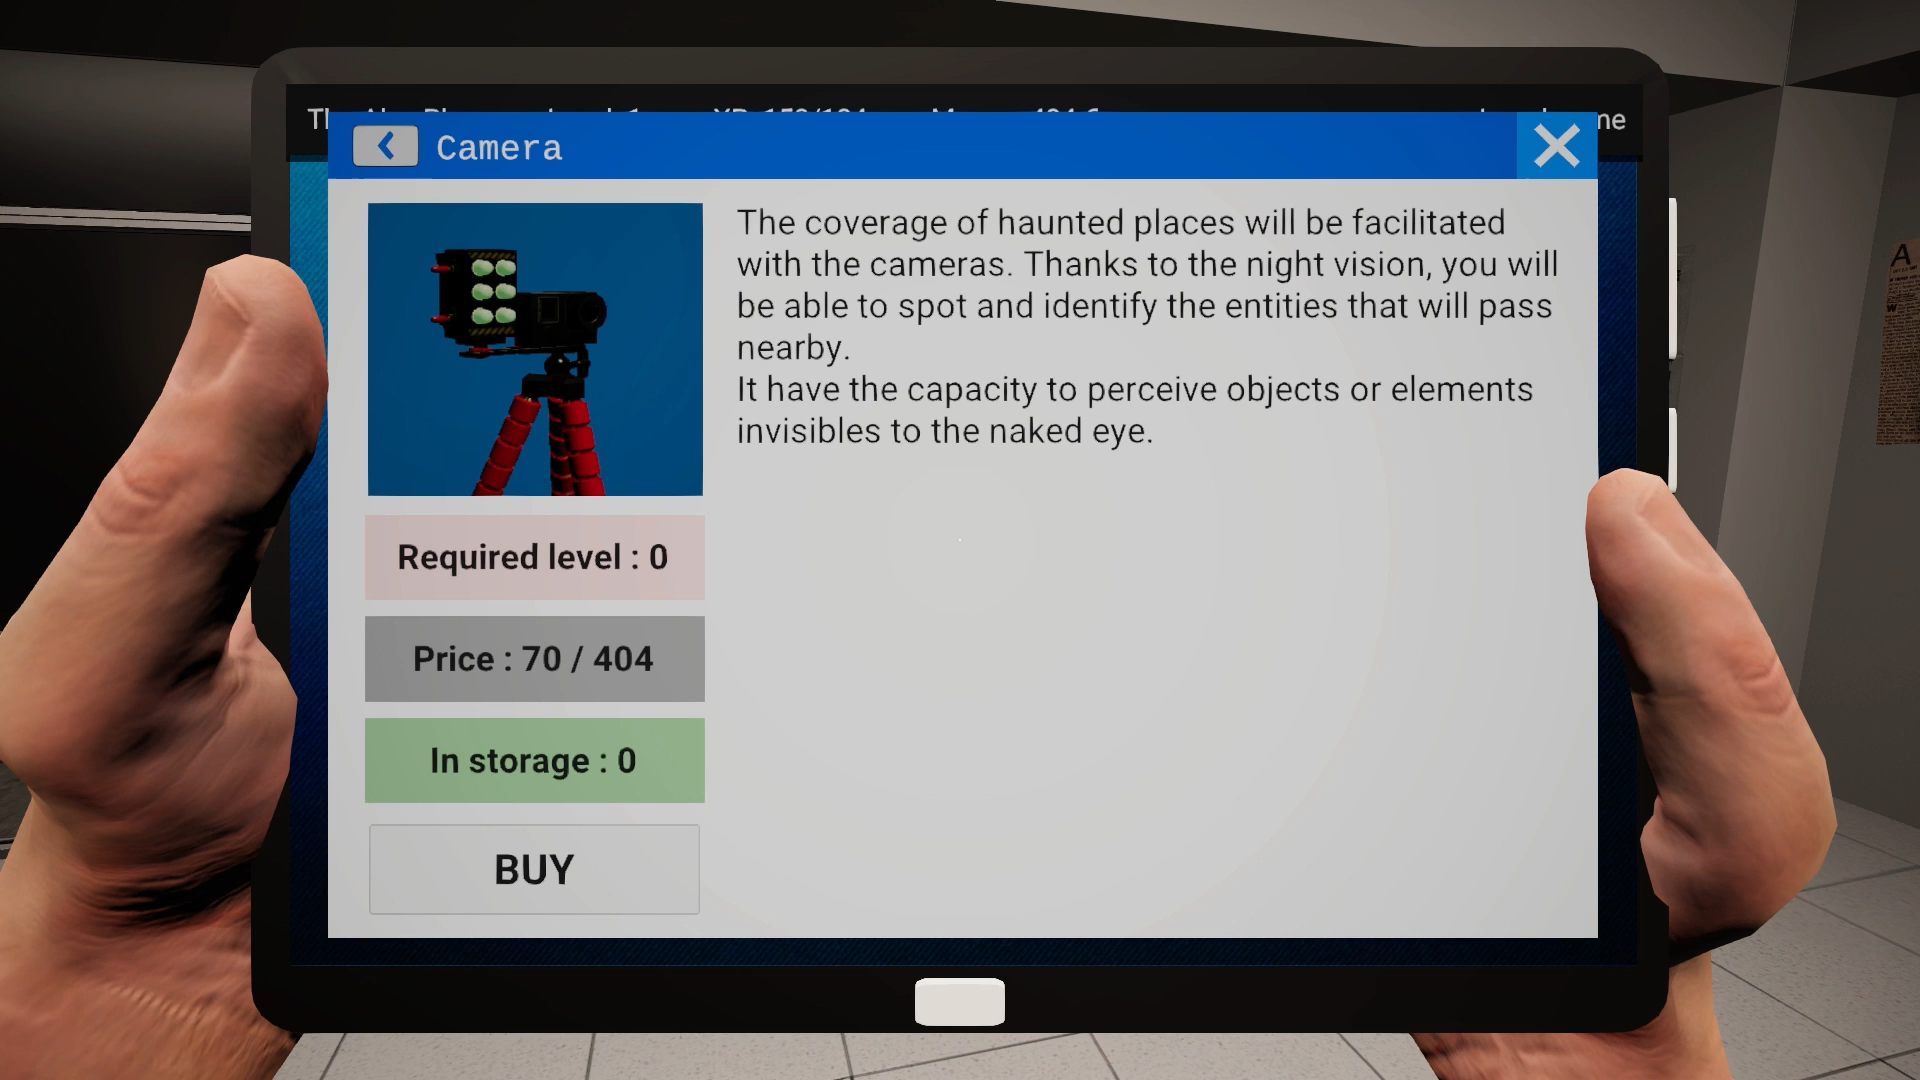 Camera
The coverage of haunted places will be facilitated
with the cameras. Thanks to the night vision, you will
be able to spot and identify the entities that will pass
nearby.
It have the capacity to perceive objects or elements
invisibles to the naked eye.
Required level : 0
Price : 70 / 404
In storage : 0
BUY
A